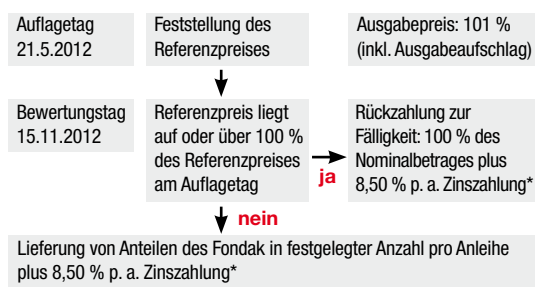 Auflagetag
21.5.2012
Feststellung des
Referenzpreises
Ausgabepreis: 101 %
(inkl. Ausgabeaufschlag)
Bewertungstag
15.11.2012
Referenzpreis liegt
auf oder über 100 %
des Referenzpreises
am Auflagetag
ja
Rückzahlung zur
Fälligkeit: 100 % des
Nominalbetrages plus
8,50 % p. a. Zinszahlung*
nein
Lieferung von Anteilen des Fondak in festgelegter Anzahl pro Anleihe
plus 8,50 % p. a. Zinszahlung*